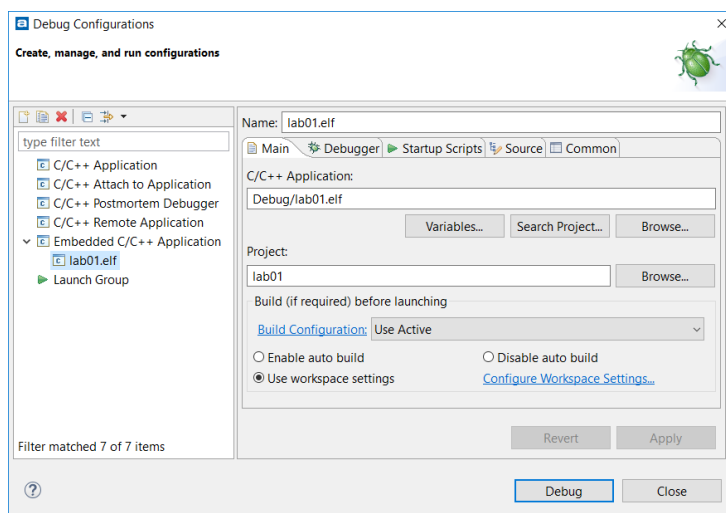 Debug Configurations
Create, manage, and run configurations
type filter text
C/C++ Application
C/C++ Attach to Application
C/C++ Postmortem Debugger
C/C++ Remote Application
Embedded C/C++ Application
lab01.elf
Launch Group
Filter matched 7 of 7 items
Name: lab01.elf
Main Debugger Startup Scripts Source Common
C/C++ Application:
Debug/lab01.elf
Variables... Search Project... Browse...
Project:
lab01 Browse...
Build (if required) before launching
Build Configuration: Use Active
Enable auto build Disable auto build
Use workspace settings Configure Workspace Settings...
Revert Apply
Debug Close